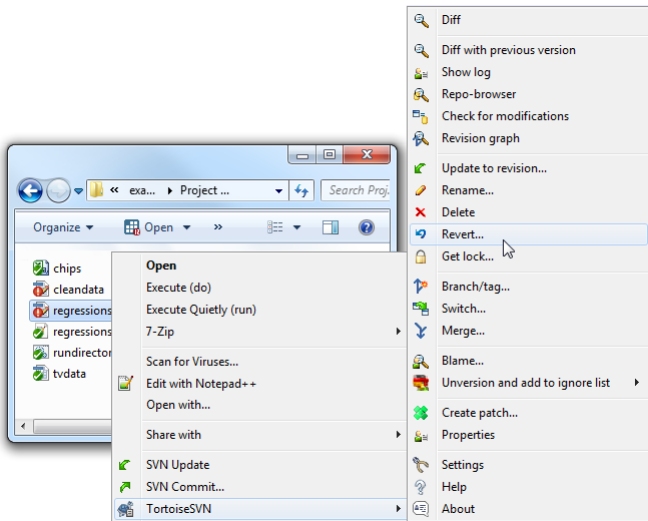 Diff
Diff with previous version
Show log
Repo-browser
Check for modifications
Revision graph
Update to revision...
Rename...
Delete
Revert...
Get lock...
Branch/tag...
Switch...
Merge...
Blame...
Unversion and add to ignore list
Create patch...
Properties
Settings
Help
About
« exa... Project ... Search Proj.
Organize Open »
chips
cleandata
regressions
regressions
rundirector
tvdata
Open
Execute (do)
Execute Quietly (run)
7-Zip
Scan for Viruses...
Edit with Notepad++
Open with...
Share with
SVN Update
SVN Commit...
TortoiseSVN